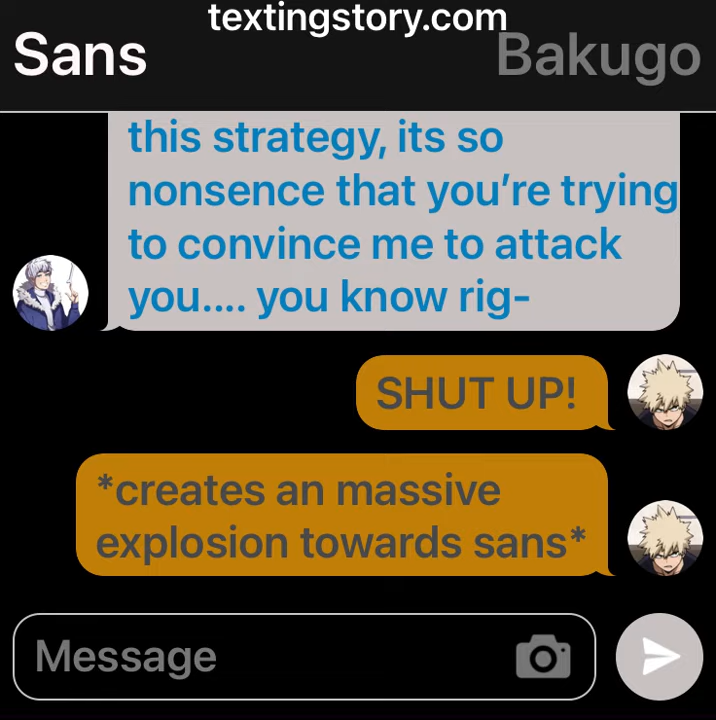 textingstory.com
Sans
Bakugo
this strategy, its so
nonsence that you're trying
to convince me to attack
you.... you know rig-
SHUT UP!
*creates an massive
explosion towards sans*
Message